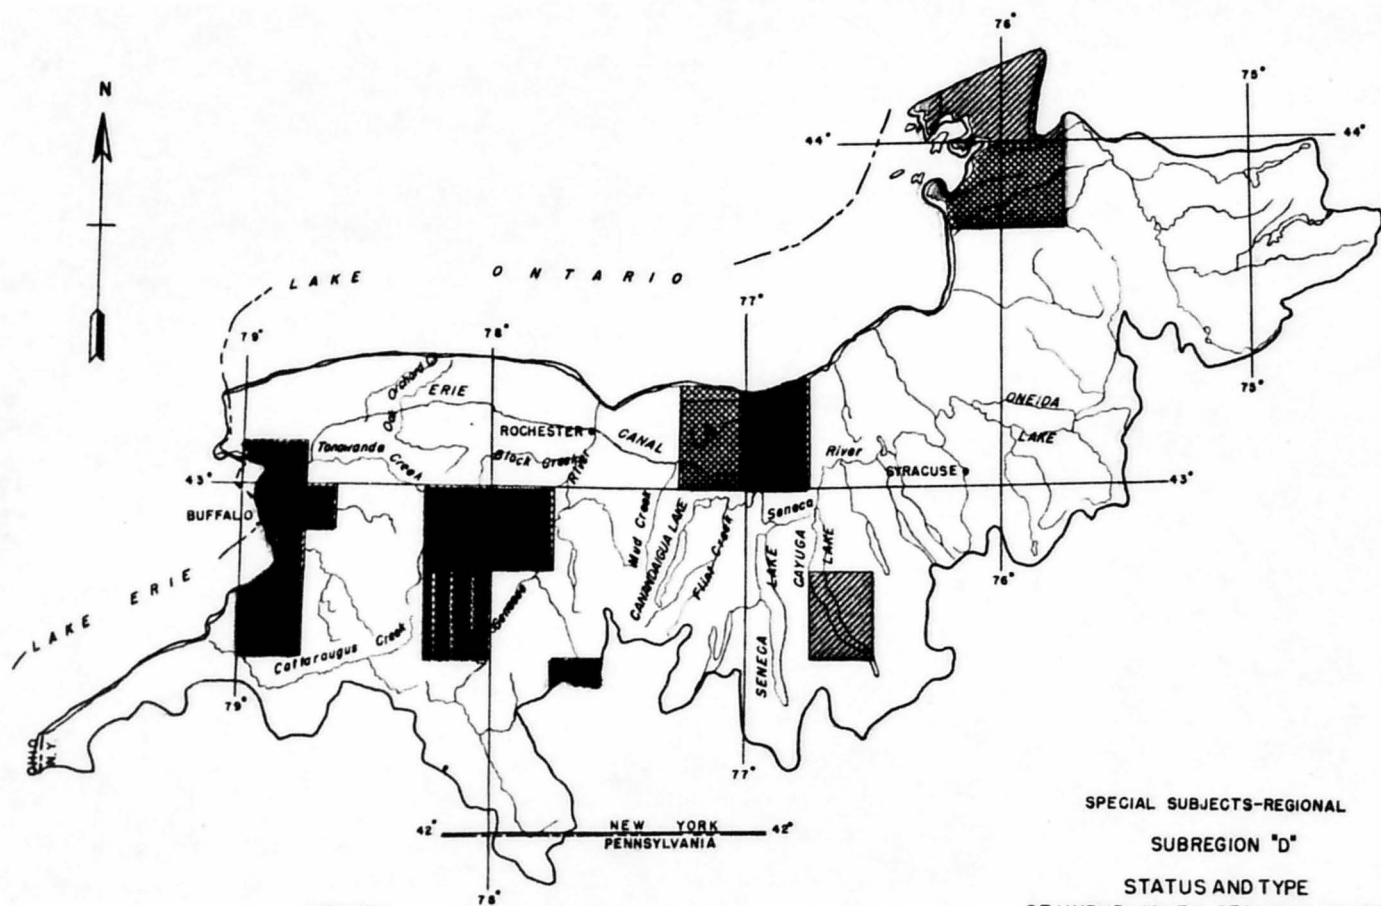 N
76°
75°
44°
44°
LAKE ONTARIO
77°
79°
78°
75°
Oak Orchard C
ERIE
CANAL
ROCHESTER
ONEIDA
LAKE
Tonawanda
Creek
Black Creek
River
River
SYRACUSE
43°
43°
BUFFALO
Mud Creek
CANANDAIGUA LAKE
Flint Creek
Seneca
LAKE
CAYUGA
LAKE
76°
LAKE ERIE
Genesee
Cattaraugus Creek
SENECA
79°
OHIO
N.Y.
77°
42°
NEW YORK
42°
PENNSYLVANIA
78°
SPECIAL SUBJECTS-REGIONAL
SUBREGION "D"
STATUS AND TYPE